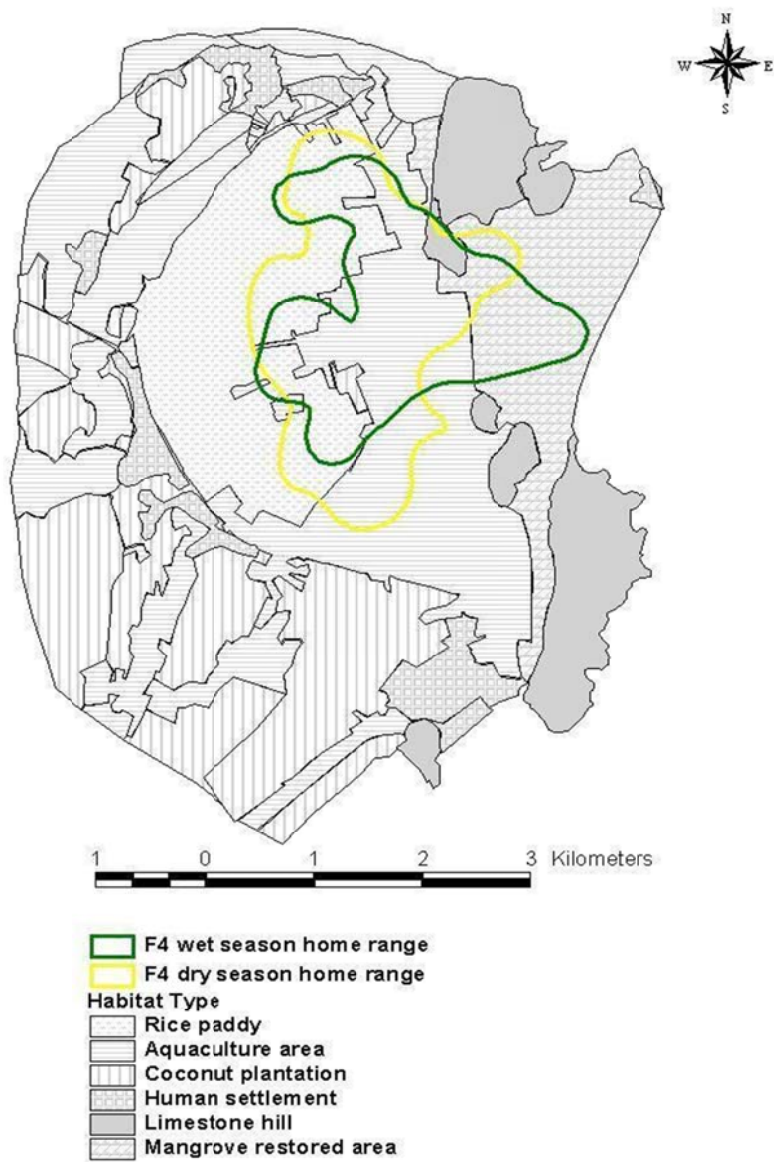 N
W E
S
1 0 1 2 3 Kilometers
F4 wet season home range
F4 dry season home range
Habitat Type
Rice paddy
Aquaculture area
Coconut plantation
Human settlement
Limestone hill
Mangrove restored area